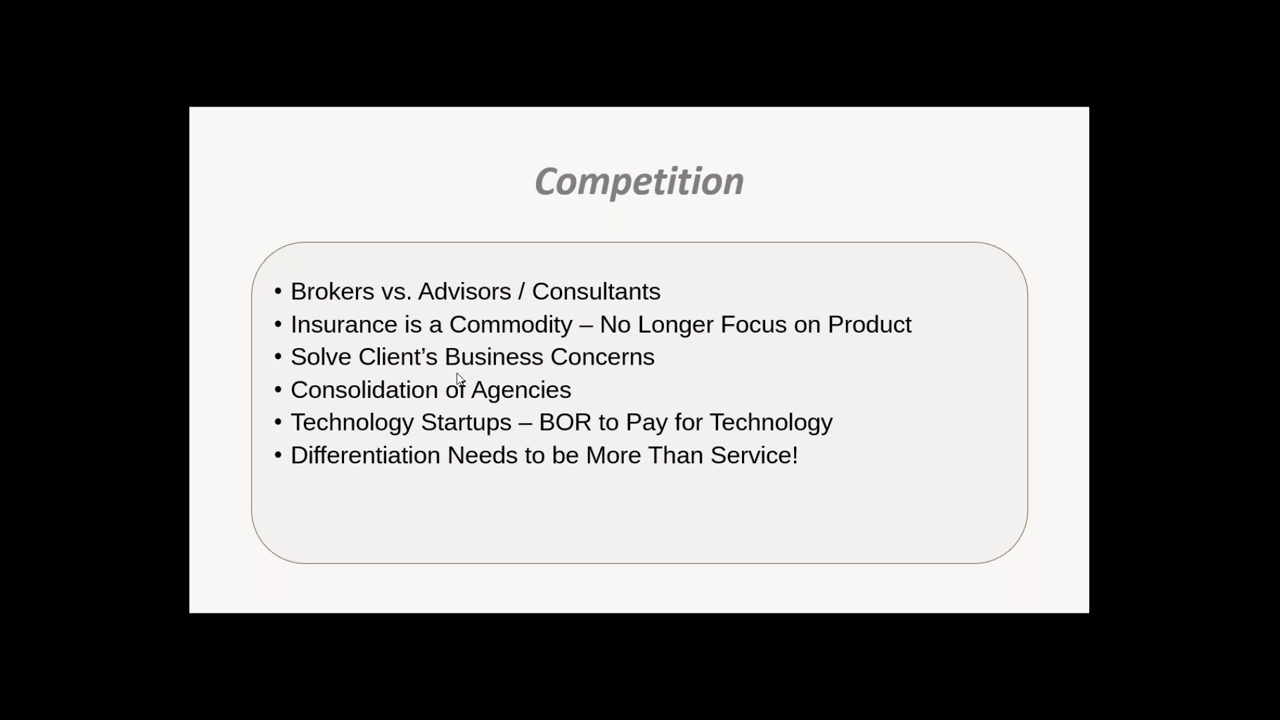 Competition
• Brokers vs. Advisors / Consultants
• Insurance is a Commodity – No Longer Focus on Product
• Solve Client’s Business Concerns
• Consolidation of Agencies
• Technology Startups – BOR to Pay for Technology
• Differentiation Needs to be More Than Service!